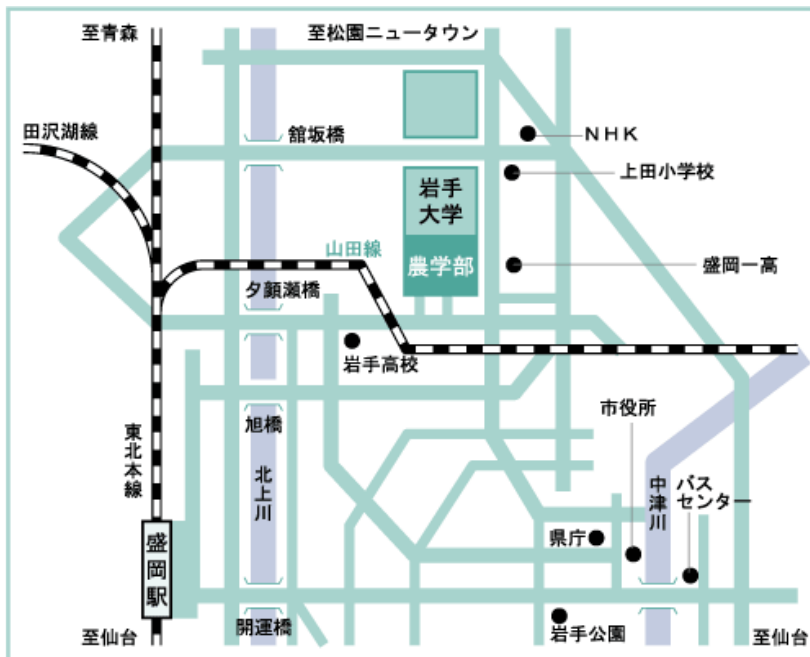 至青森
至松園ニュータウン
田沢湖線
舘坂橋
NHK
上田小学校
岩手
大学
山田線
農学部
盛岡一高
夕顔瀬橋
岩手高校
市役所
旭橋
東北本線
北上川
中津川
バス
センター
県庁
盛岡駅
開運橋
岩手公園
至仙台
至仙台